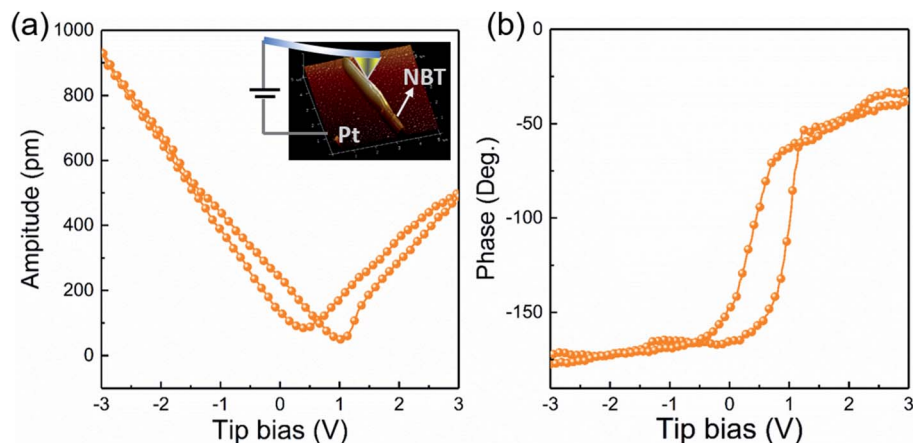 (a)
1000
800
600
400
200
0
Ampitude (pm)
-3 -2 -1 0 1 2 3
Tip bias (V)
NBT
Pt
(b)
0
-50
-100
-150
Phase (Deg.)
-3 -2 -1 0 1 2 3
Tip bias (V)